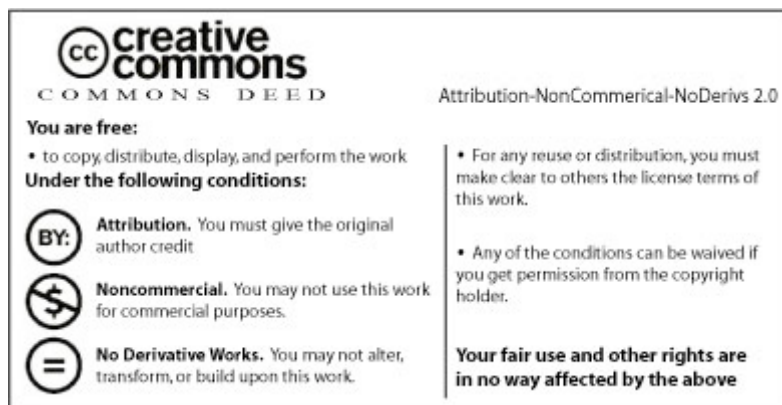 cc creative
commons
COMMONS DEED
Attribution-NonCommerical-NoDerivs 2.0
You are free:
• to copy, distribute, display, and perform the work
Under the following conditions:
BY:
Attribution. You must give the original
author credit
$
Noncommercial. You may not use this work
for commercial purposes.
=
No Derivative Works. You may not alter,
transform, or build upon this work.
• For any reuse or distribution, you must
make clear to others the license terms of
this work.
• Any of the conditions can be waived if
you get permission from the copyright
holder.
Your fair use and other rights are
in no way affected by the above